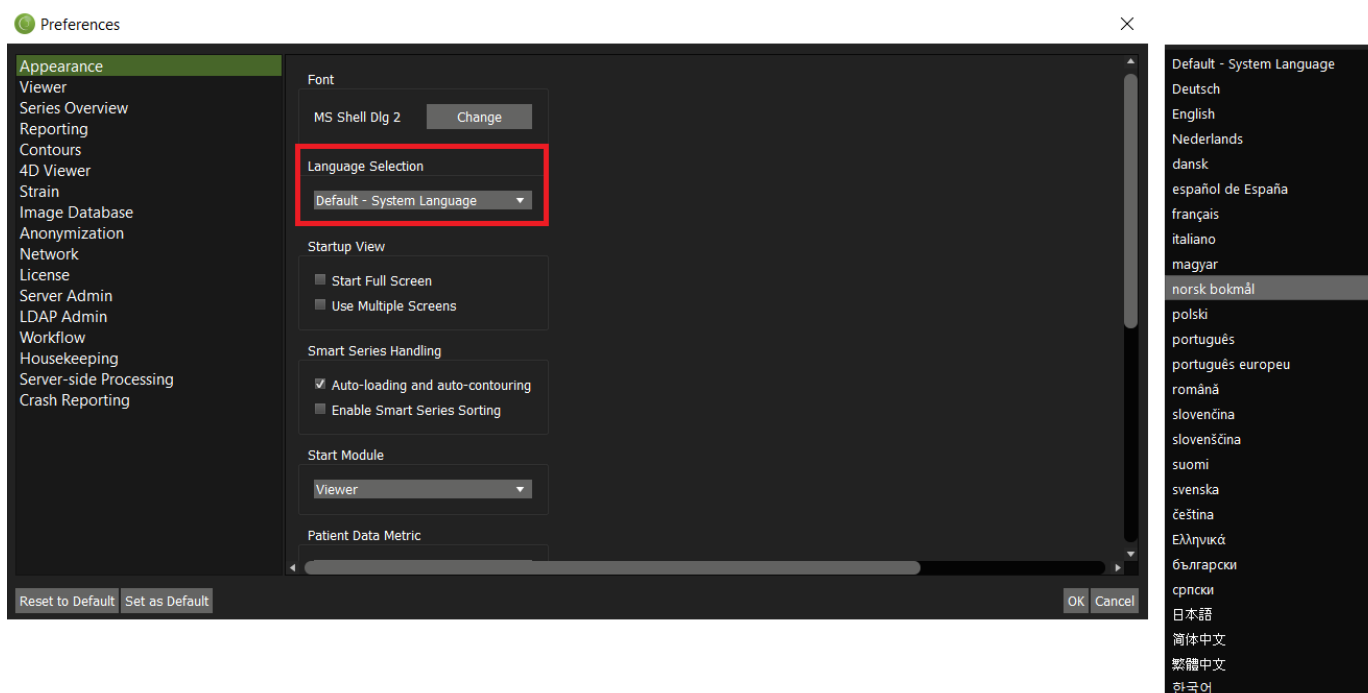 Preferences
Appearance
Viewer
Series Overview
Reporting
Contours
4D Viewer
Strain
Image Database
Anonymization
Network
License
Server Admin
LDAP Admin
Workflow
Housekeeping
Server-side Processing
Crash Reporting
Font
MS Shell Dlg 2 Change
Language Selection
Default - System Language
Startup View
Start Full Screen
Use Multiple Screens
Smart Series Handling
Auto-loading and auto-contouring
Enable Smart Series Sorting
Start Module
Viewer
Patient Data Metric
Reset to Default Set as Default OK Cancel
Default - System Language
Deutsch
English
Nederlands
dansk
español de España
français
italiano
magyar
norsk bokmål
polski
português
português europeu
română
slovenčina
slovenščina
suomi
svenska
čeština
Ελληνικά
български
српски
日本語
简体中文
繁體中文
한국어